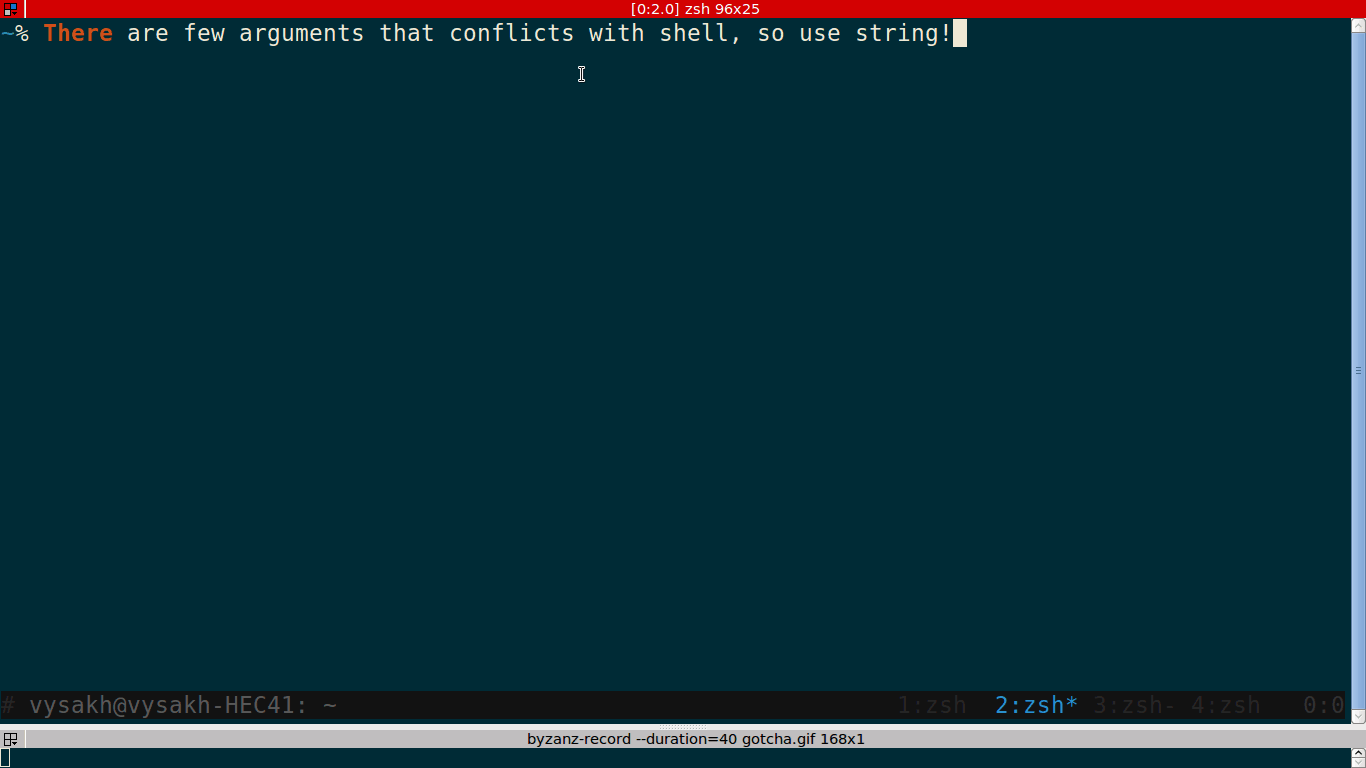 [0:2.0] zsh 96x25
~% There are few arguments that conflicts with shell, so use string!
# vysakh@vysakh-HEC41: ~ 1:zsh 2:zsh* 3:zsh- 4:zsh 0:0
byzanz-record --duration=40 gotcha.gif 168x1